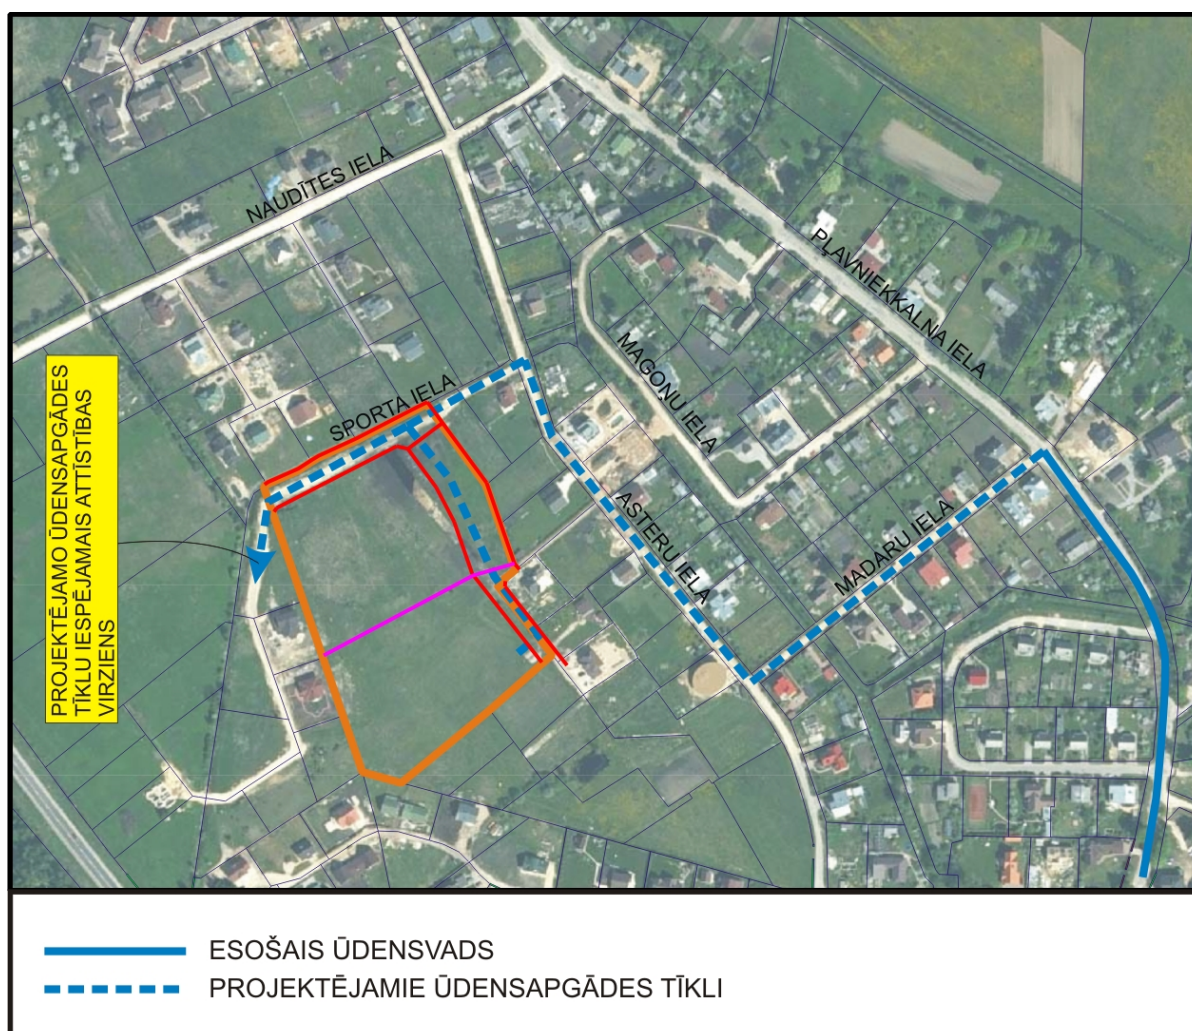 NAUDĪTES IELA
PĻAVNIEKKALNA IELA
MAGOŅU IELA
SPORTA IELA
ASTERU IELA
MADARU IELA
PROJEKTĒJAMO ŪDENSAPGĀDES
TĪKLU IESPĒJAMAIS ATTĪSTĪBAS
VIRZIENS
ESOŠAIS ŪDENSVADS
PROJEKTĒJAMIE ŪDENSAPGĀDES TĪKLI